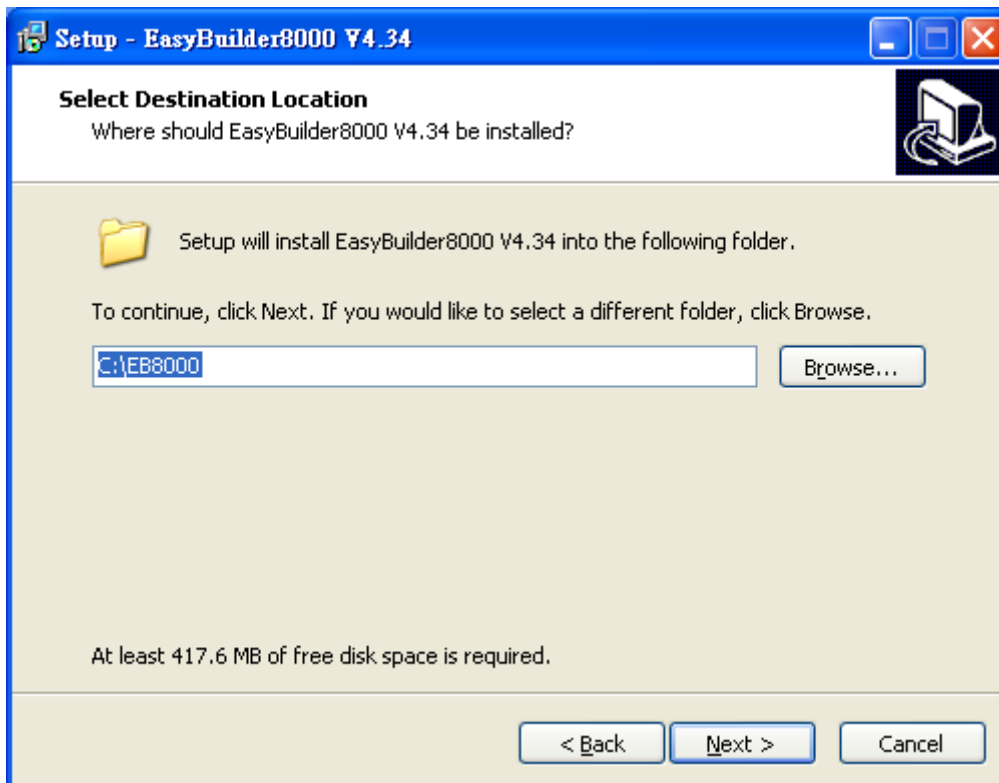 Setup - EasyBuilder8000 V4.34
Select Destination Location
Where should EasyBuilder8000 V4.34 be installed?
Setup will install EasyBuilder8000 V4.34 into the following folder.
To continue, click Next. If you would like to select a different folder, click Browse.
C:\EB8000
Browse...
At least 417.6 MB of free disk space is required.
< Back
Next >
Cancel